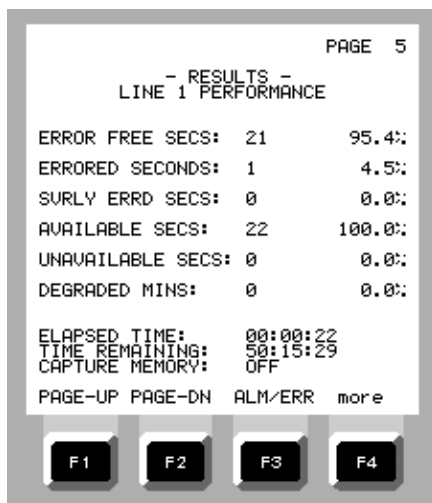 PAGE 5
- RESULTS -
LINE 1 PERFORMANCE
ERROR FREE SECS: 21 95.4%
ERRORED SECONDS: 1 4.5%
SVRLY ERRD SECS: 0 0.0%
AVAILABLE SECS: 22 100.0%
UNAVAILABLE SECS: 0 0.0%
DEGRADED MINS: 0 0.0%
ELAPSED TIME: 00:00:22
TIME REMAINING: 50:15:29
CAPTURE MEMORY: OFF
PAGE-UP PAGE-DN ALM/ERR more
F1 F2 F3 F4